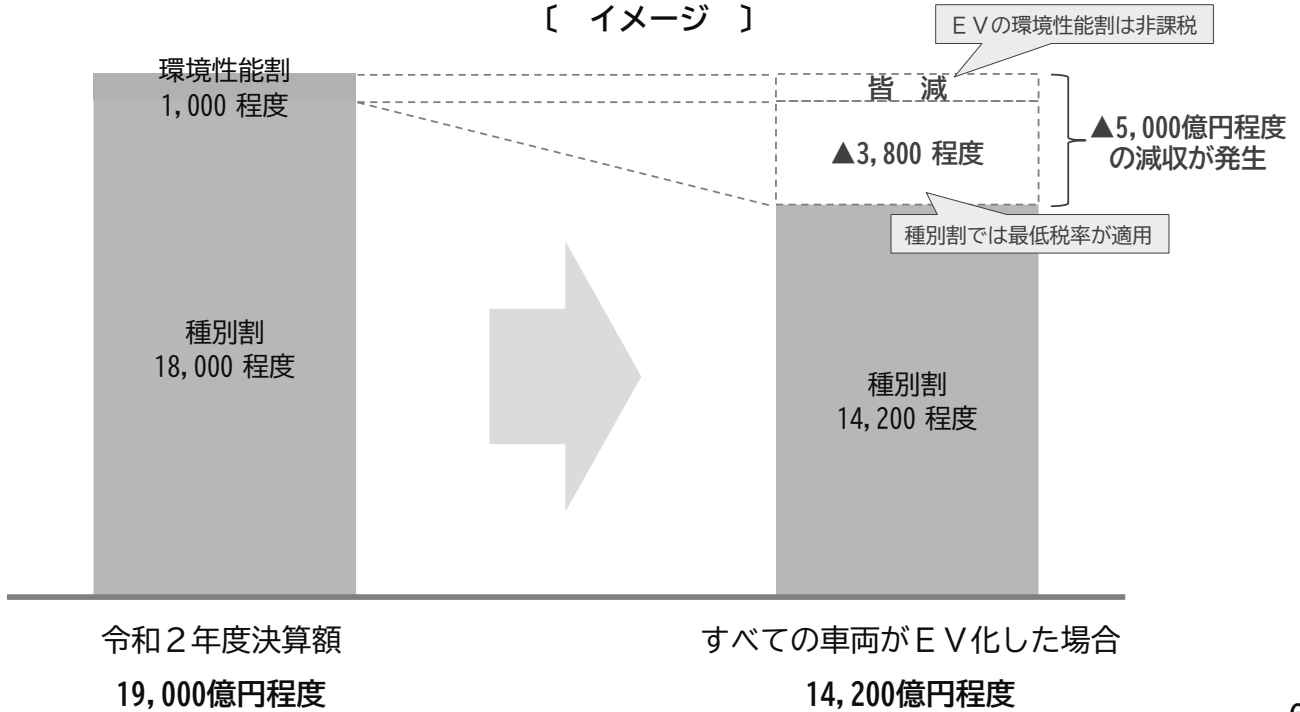 〔　イメージ　〕
ＥＶの環境性能割は非課税
環境性能割
1,000 程度
皆　減
▲3,800 程度
▲5,000億円程度
の減収が発生
種別割では最低税率が適用
種別割
18,000 程度
種別割
14,200 程度
令和２年度決算額
19,000億円程度
すべての車両がＥＶ化した場合
14,200億円程度